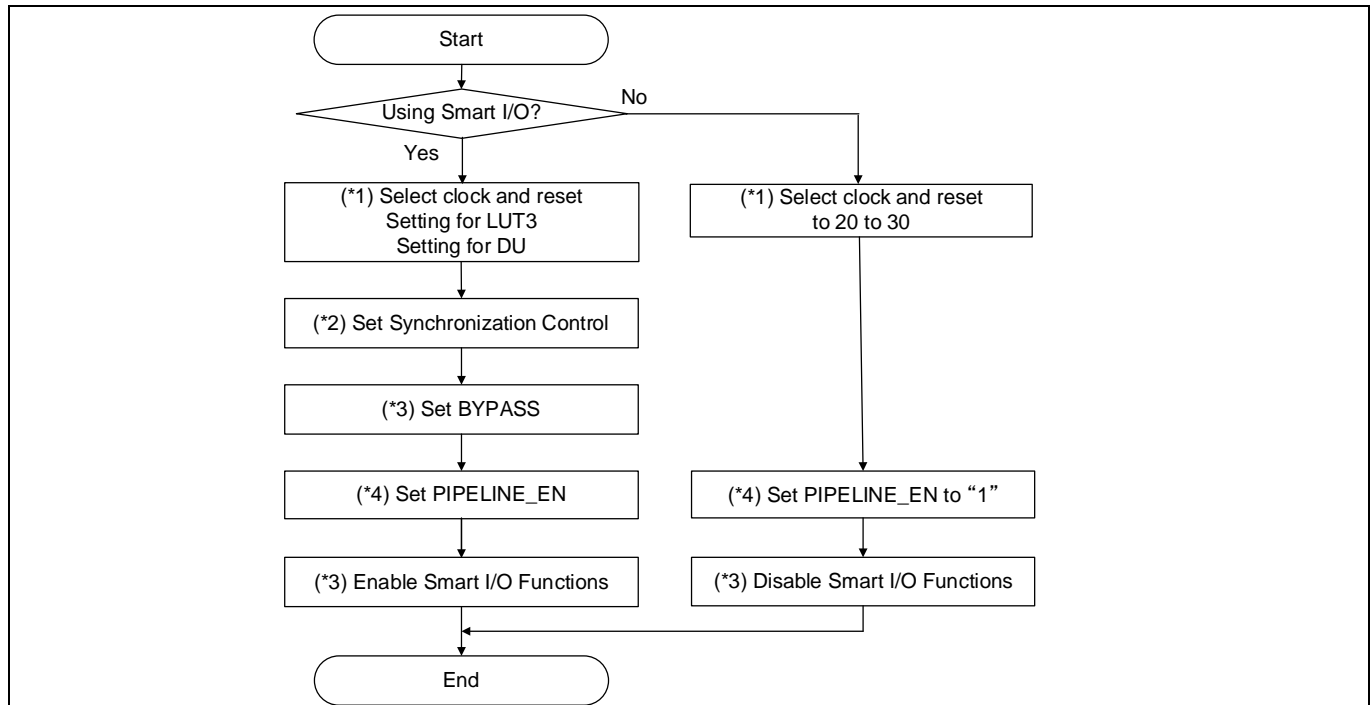 Start
Using Smart I/O?
No
Yes
(*1) Select clock and reset
Setting for LUT3
Setting for DU
(*1) Select clock and reset
to 20 to 30
(*2) Set Synchronization Control
(*3) Set BYPASS
(*4) Set PIPELINE_EN
(*4) Set PIPELINE_EN to “1”
(*3) Enable Smart I/O Functions
(*3) Disable Smart I/O Functions
End